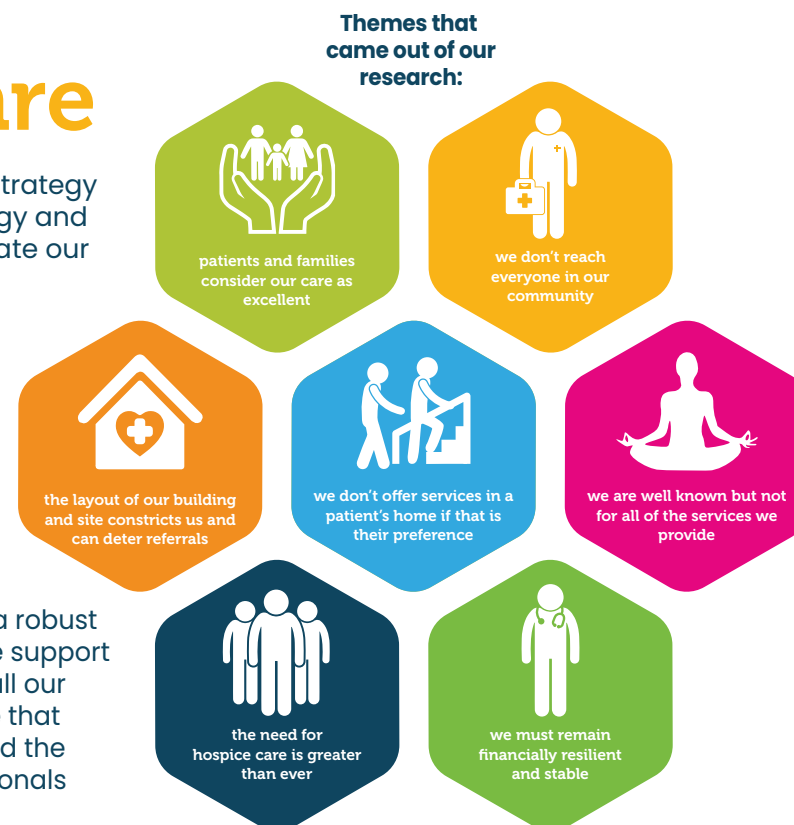 Themes that
came out of our
research:
are
trategy
gy and
ate our
patients and families
consider our care as
excellent
we don't reach
everyone in our
community
the layout of our building
and site constricts us and
can deter referrals
we don't offer services in a
patient's home if that is
their preference
we are well known but not
for all of the services we
provide
a robust
e support
all our
that
d the
onals
the need for
hospice care is greater
than ever
we must remain
financially resilient
and stable